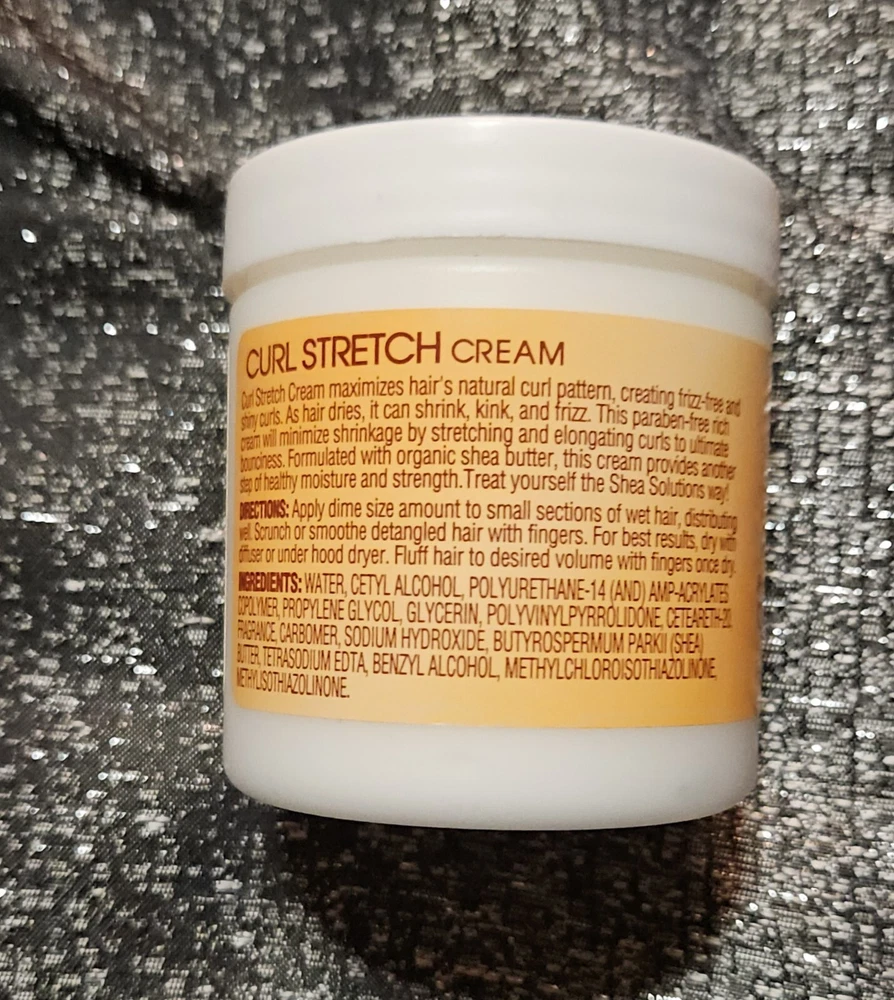 CURL STRETCH CREAM
Curl Stretch Cream maximizes hair's natural curl pattern, creating frizz-free and
shiny curls. As hair dries, it can shrink, kink, and frizz. This paraben-free rich
cream will minimize shrinkage by stretching and elongating curls to ultimate
bounciness. Formulated with organic shea butter, this cream provides another
step of healthy moisture and strength.Treat yourself the Shea Solutions way!
DIRECTIONS: Apply dime size amount to small sections of wet hair, distributing
well. Scrunch or smoothe detangled hair with fingers. For best results, dry with
diffuser or under hood dryer. Fluff hair to desired volume with fingers once dry.
INGREDIENTS: WATER, CETYL ALCOHOL, POLYURETHANE-14 (AND) AMP-ACRYLATES
COPOLYMER, PROPYLENE GLYCOL, GLYCERIN, POLYVINYLPYRROLIDONE, CETEARETH-20,
FRAGRANCE, CARBOMER, SODIUM HYDROXIDE, BUTYROSPERMUM PARKII (SHEA)
BUTTER, TETRASODIUM EDTA, BENZYL ALCOHOL, METHYLCHLOROISOTHIAZOLINONE,
METHYLISOTHIAZOLINONE.